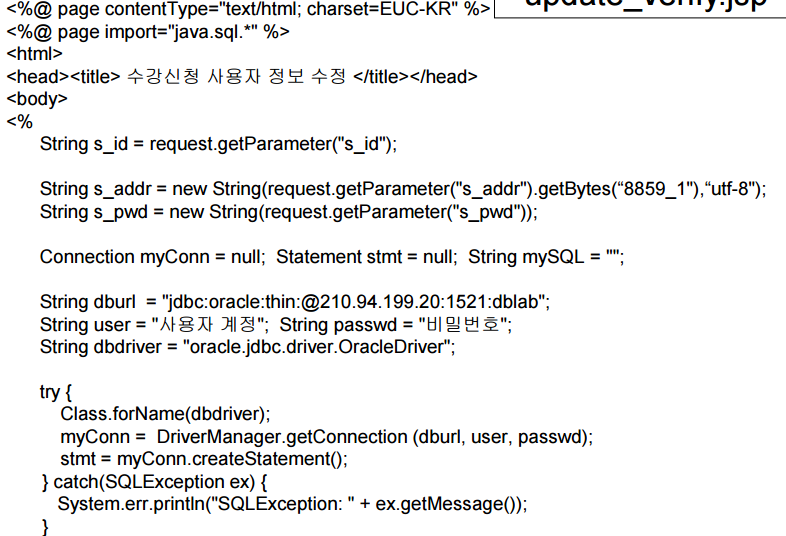 update_verify.jsp
<%@ page contentType="text/html; charset=EUC-KR" %>
<%@ page import="java.sql.*" %>
<html>
<head><title> 수강신청 사용자 정보 수정 </title></head>
<body>
<%
String s_id = request.getParameter("s_id");
String s_addr = new String(request.getParameter("s_addr").getBytes(“8859_1"),“utf-8");
String s_pwd = new String(request.getParameter("s_pwd"));
Connection myConn = null;  Statement stmt = null;  String mySQL = "";
String dburl  = "jdbc:oracle:thin:@210.94.199.20:1521:dblab";
String user = "사용자 계정";  String passwd = "비밀번호";
String dbdriver = "oracle.jdbc.driver.OracleDriver";
try {
Class.forName(dbdriver);
myConn =  DriverManager.getConnection (dburl, user, passwd);
stmt = myConn.createStatement();
} catch(SQLException ex) {
System.err.println("SQLException: " + ex.getMessage());
}